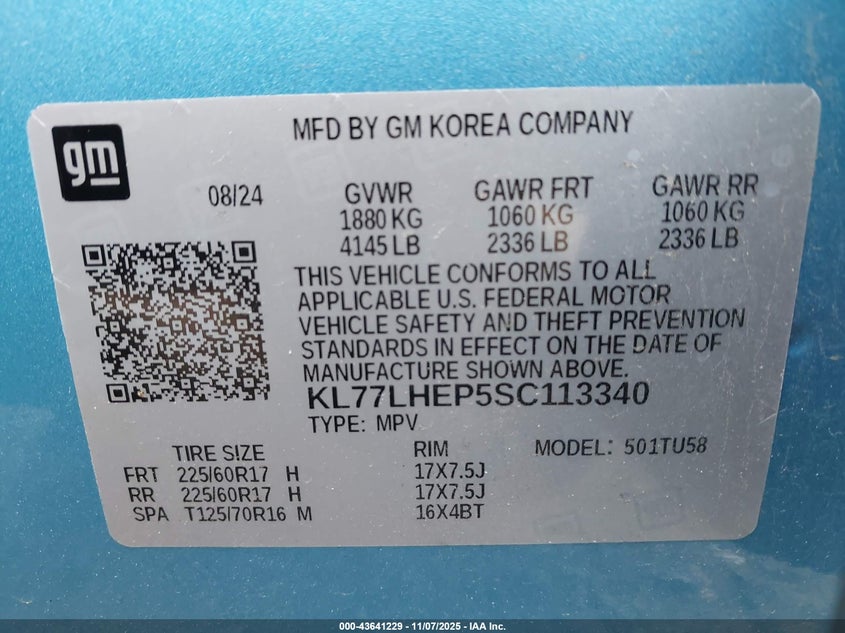 gm
MFD BY GM KOREA COMPANY
08/24
GVWR
1880 KG
4145 LB
GAWR FRT
1060 KG
2336 LB
GAWR RR
1060 KG
2336 LB
THIS VEHICLE CONFORMS TO ALL
APPLICABLE U.S. FEDERAL MOTOR
VEHICLE SAFETY AND THEFT PREVENTION
STANDARDS IN EFFECT ON THE DATE OF
MANUFACTURE SHOWN ABOVE.
KL77LHEP5SC113340
TYPE: MPV
TIRE SIZE RIM MODEL: 501TU58
FRT 225/60R17 H 17X7.5J
RR 225/60R17 H 17X7.5J
SPA T125/70R16 M 16X4BT
000-43641229 - 11/07/2025 - IAA Inc.